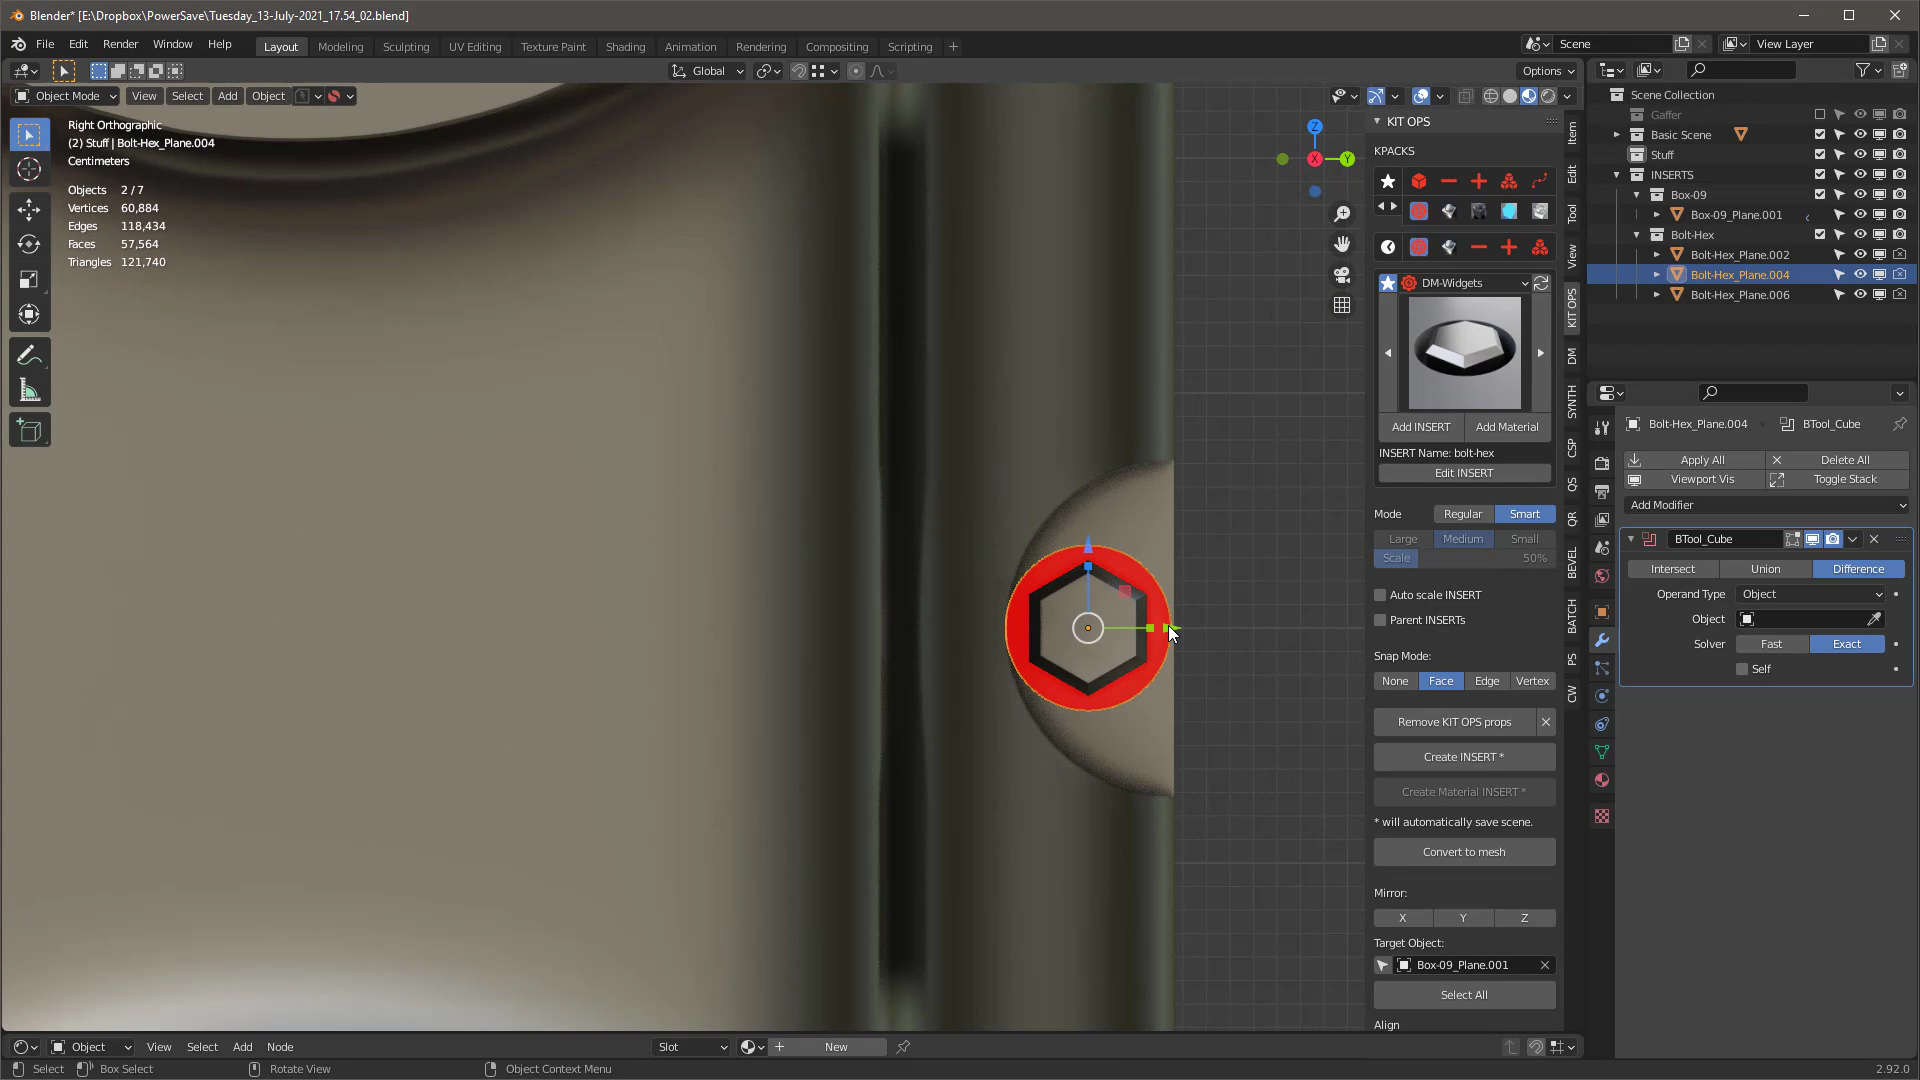 Blender* [E:\Dropbox\PowerSave\Tuesday_13-July-2021_17.54_02.blend]
File Edit Render Window Help Layout Modeling Sculpting UV Editing Texture Paint Shading Animation Rendering Compositing Scripting + Scene View Layer
Global Options
Object Mode View Select Add Object
Right Orthographic
(2) Stuff | Bolt-Hex_Plane.004
Centimeters
Objects 2 / 7
Vertices 60,884
Edges 118,434
Faces 57,564
Triangles 121,740
Z
X
Y
KIT OPS
KPACKS
DM-Widgets
Add INSERT Add Material
INSERT Name: bolt-hex
Edit INSERT
Mode Regular Smart
Large Medium Small
Scale 50%
Auto scale INSERT
Parent INSERTs
Snap Mode:
None Face Edge Vertex
Remove KIT OPS props
Create INSERT *
Create Material INSERT *
* will automatically save scene.
Convert to mesh
Mirror:
X Y Z
Target Object:
Box-09_Plane.001
Select All
Align
Item
Edit
Tool
View
KIT OPS
DM
SYNTH
CSP
QS
QR
BEVEL
BATCH
PS
CW
Scene Collection
Gaffer
Basic Scene
Stuff
INSERTS
Box-09
Box-09_Plane.001
Bolt-Hex
Bolt-Hex_Plane.002
Bolt-Hex_Plane.004
Bolt-Hex_Plane.006
Bolt-Hex_Plane.004 BTool_Cube
Apply All Delete All
Viewport Vis Toggle Stack
Add Modifier
BTool_Cube
Intersect Union Difference
Operand Type Object
Object
Solver Fast Exact
Self
Object View Select Add Node Slot New
Select Box Select Rotate View Object Context Menu 2.92.0